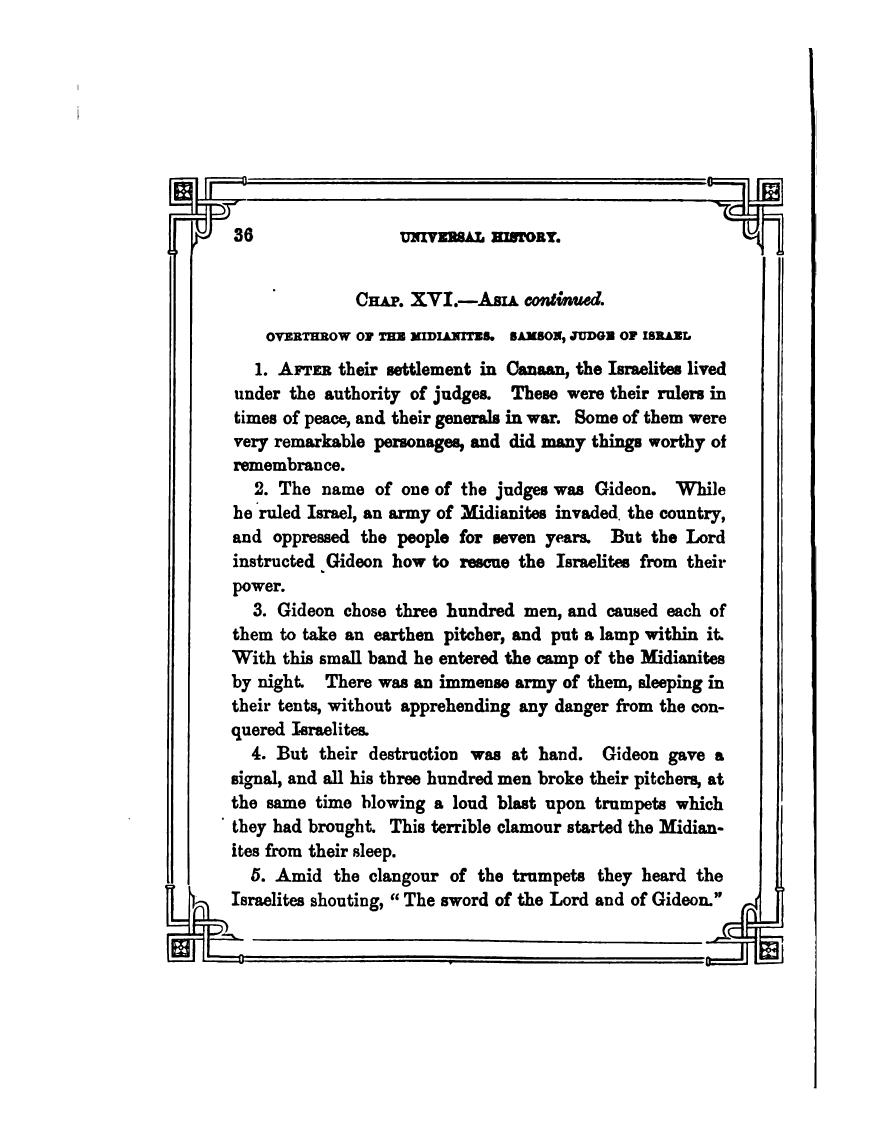 36 UNIVERSAL HISTORY.
CHAP. XVI.—ASIA continued.
OVERTHROW OF THE MIDIANITES. SAMSON, JUDGE OF ISRAEL
1. AFTER their settlement in Canaan, the Israelites lived
under the authority of judges. These were their rulers in
times of peace, and their generals in war. Some of them were
very remarkable personages, and did many things worthy of
remembrance.
2. The name of one of the judges was Gideon. While
he ruled Israel, an army of Midianites invaded the country,
and oppressed the people for seven years. But the Lord
instructed Gideon how to rescue the Israelites from their
power.
3. Gideon chose three hundred men, and caused each of
them to take an earthen pitcher, and put a lamp within it.
With this small band he entered the camp of the Midianites
by night. There was an immense army of them, sleeping in
their tents, without apprehending any danger from the con-
quered Israelites.
4. But their destruction was at hand. Gideon gave a
signal, and all his three hundred men broke their pitchers, at
the same time blowing a loud blast upon trumpets which
they had brought. This terrible clamour started the Midian-
ites from their sleep.
5. Amid the clangour of the trumpets they heard the
Israelites shouting, “ The sword of the Lord and of Gideon.”